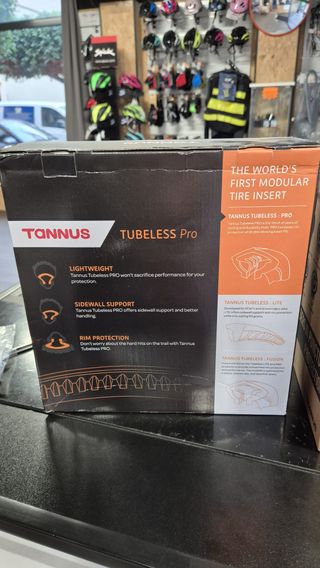 THE WORLD'S
FIRST MODULAR
TIRE INSERT
TANNUS
TUBELESS Pro
LIGHTWEIGHT
Tannus Tubeless PRO won't sacrifice performance for your
protection.
SIDEWALL SUPPORT
Tannus Tubeless PRO offers sidewall support and better
handling.
RIM PROTECTION
Don't worry about the hard hits on the trail with Tannus
Tubeless PRO.
TANNUS TUBELESS : PRO
TANNUS TUBELESS : LITE
TANNUS TUBELESS : FUSION